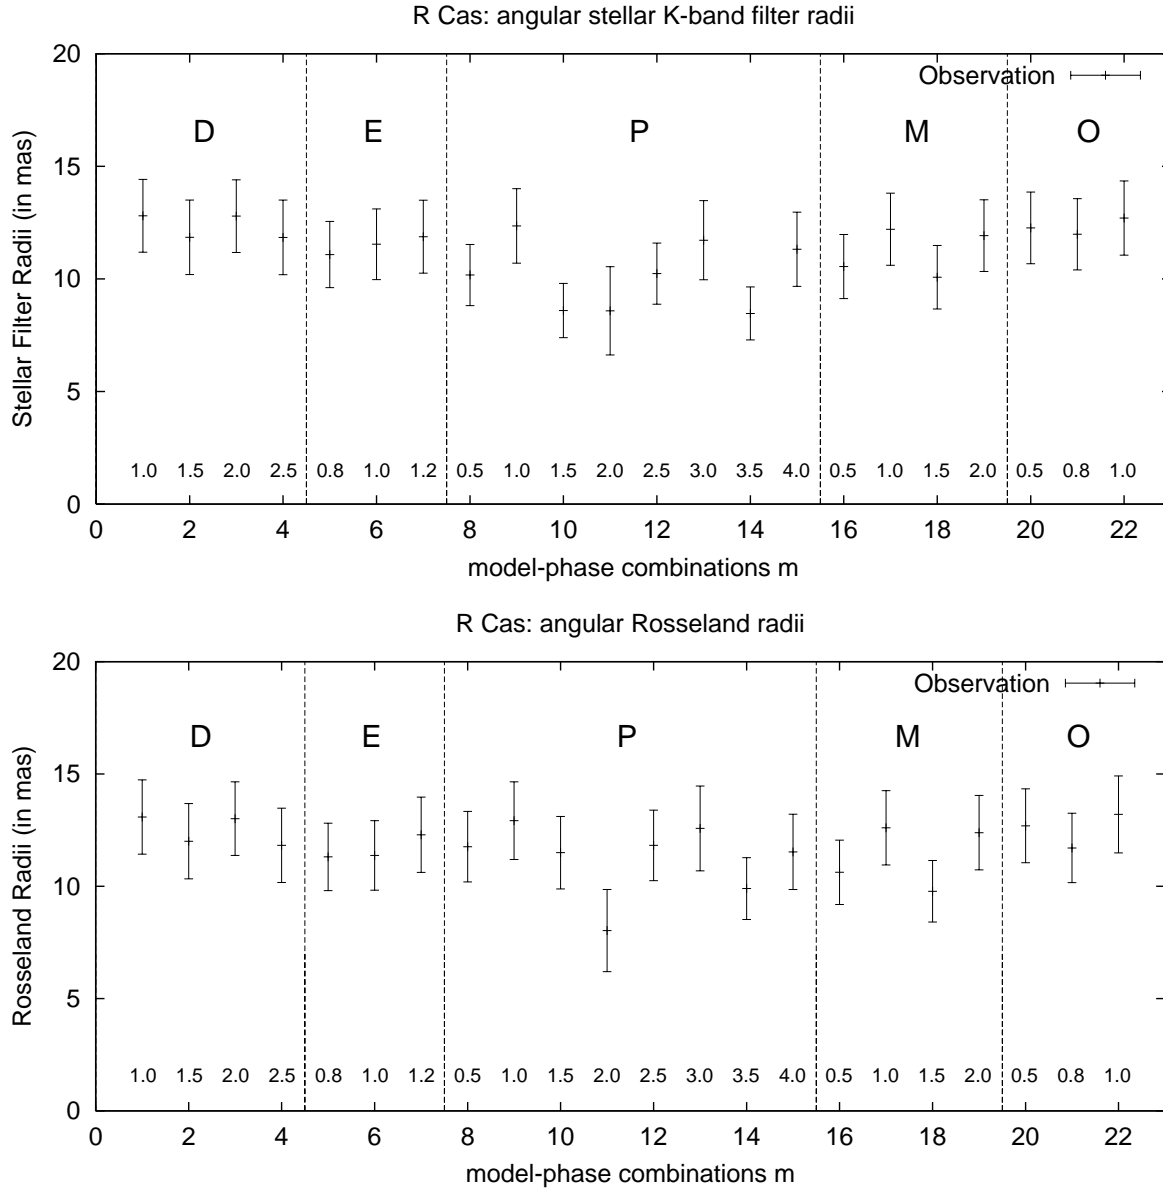 R Cas: angular stellar K-band filter radii
20
Observation
D E P M O
15
Stellar Filter Radii (in mas)
10
5
1.0 1.5 2.0 2.5 0.8 1.0 1.2 0.5 1.0 1.5 2.0 2.5 3.0 3.5 4.0 0.5 1.0 1.5 2.0 0.5 0.8 1.0
0
0 2 4 6 8 10 12 14 16 18 20 22
model-phase combinations m
R Cas: angular Rosseland radii
20
Observation
D E P M O
15
Rosseland Radii (in mas)
10
5
1.0 1.5 2.0 2.5 0.8 1.0 1.2 0.5 1.0 1.5 2.0 2.5 3.0 3.5 4.0 0.5 1.0 1.5 2.0 0.5 0.8 1.0
0
0 2 4 6 8 10 12 14 16 18 20 22
model-phase combinations m